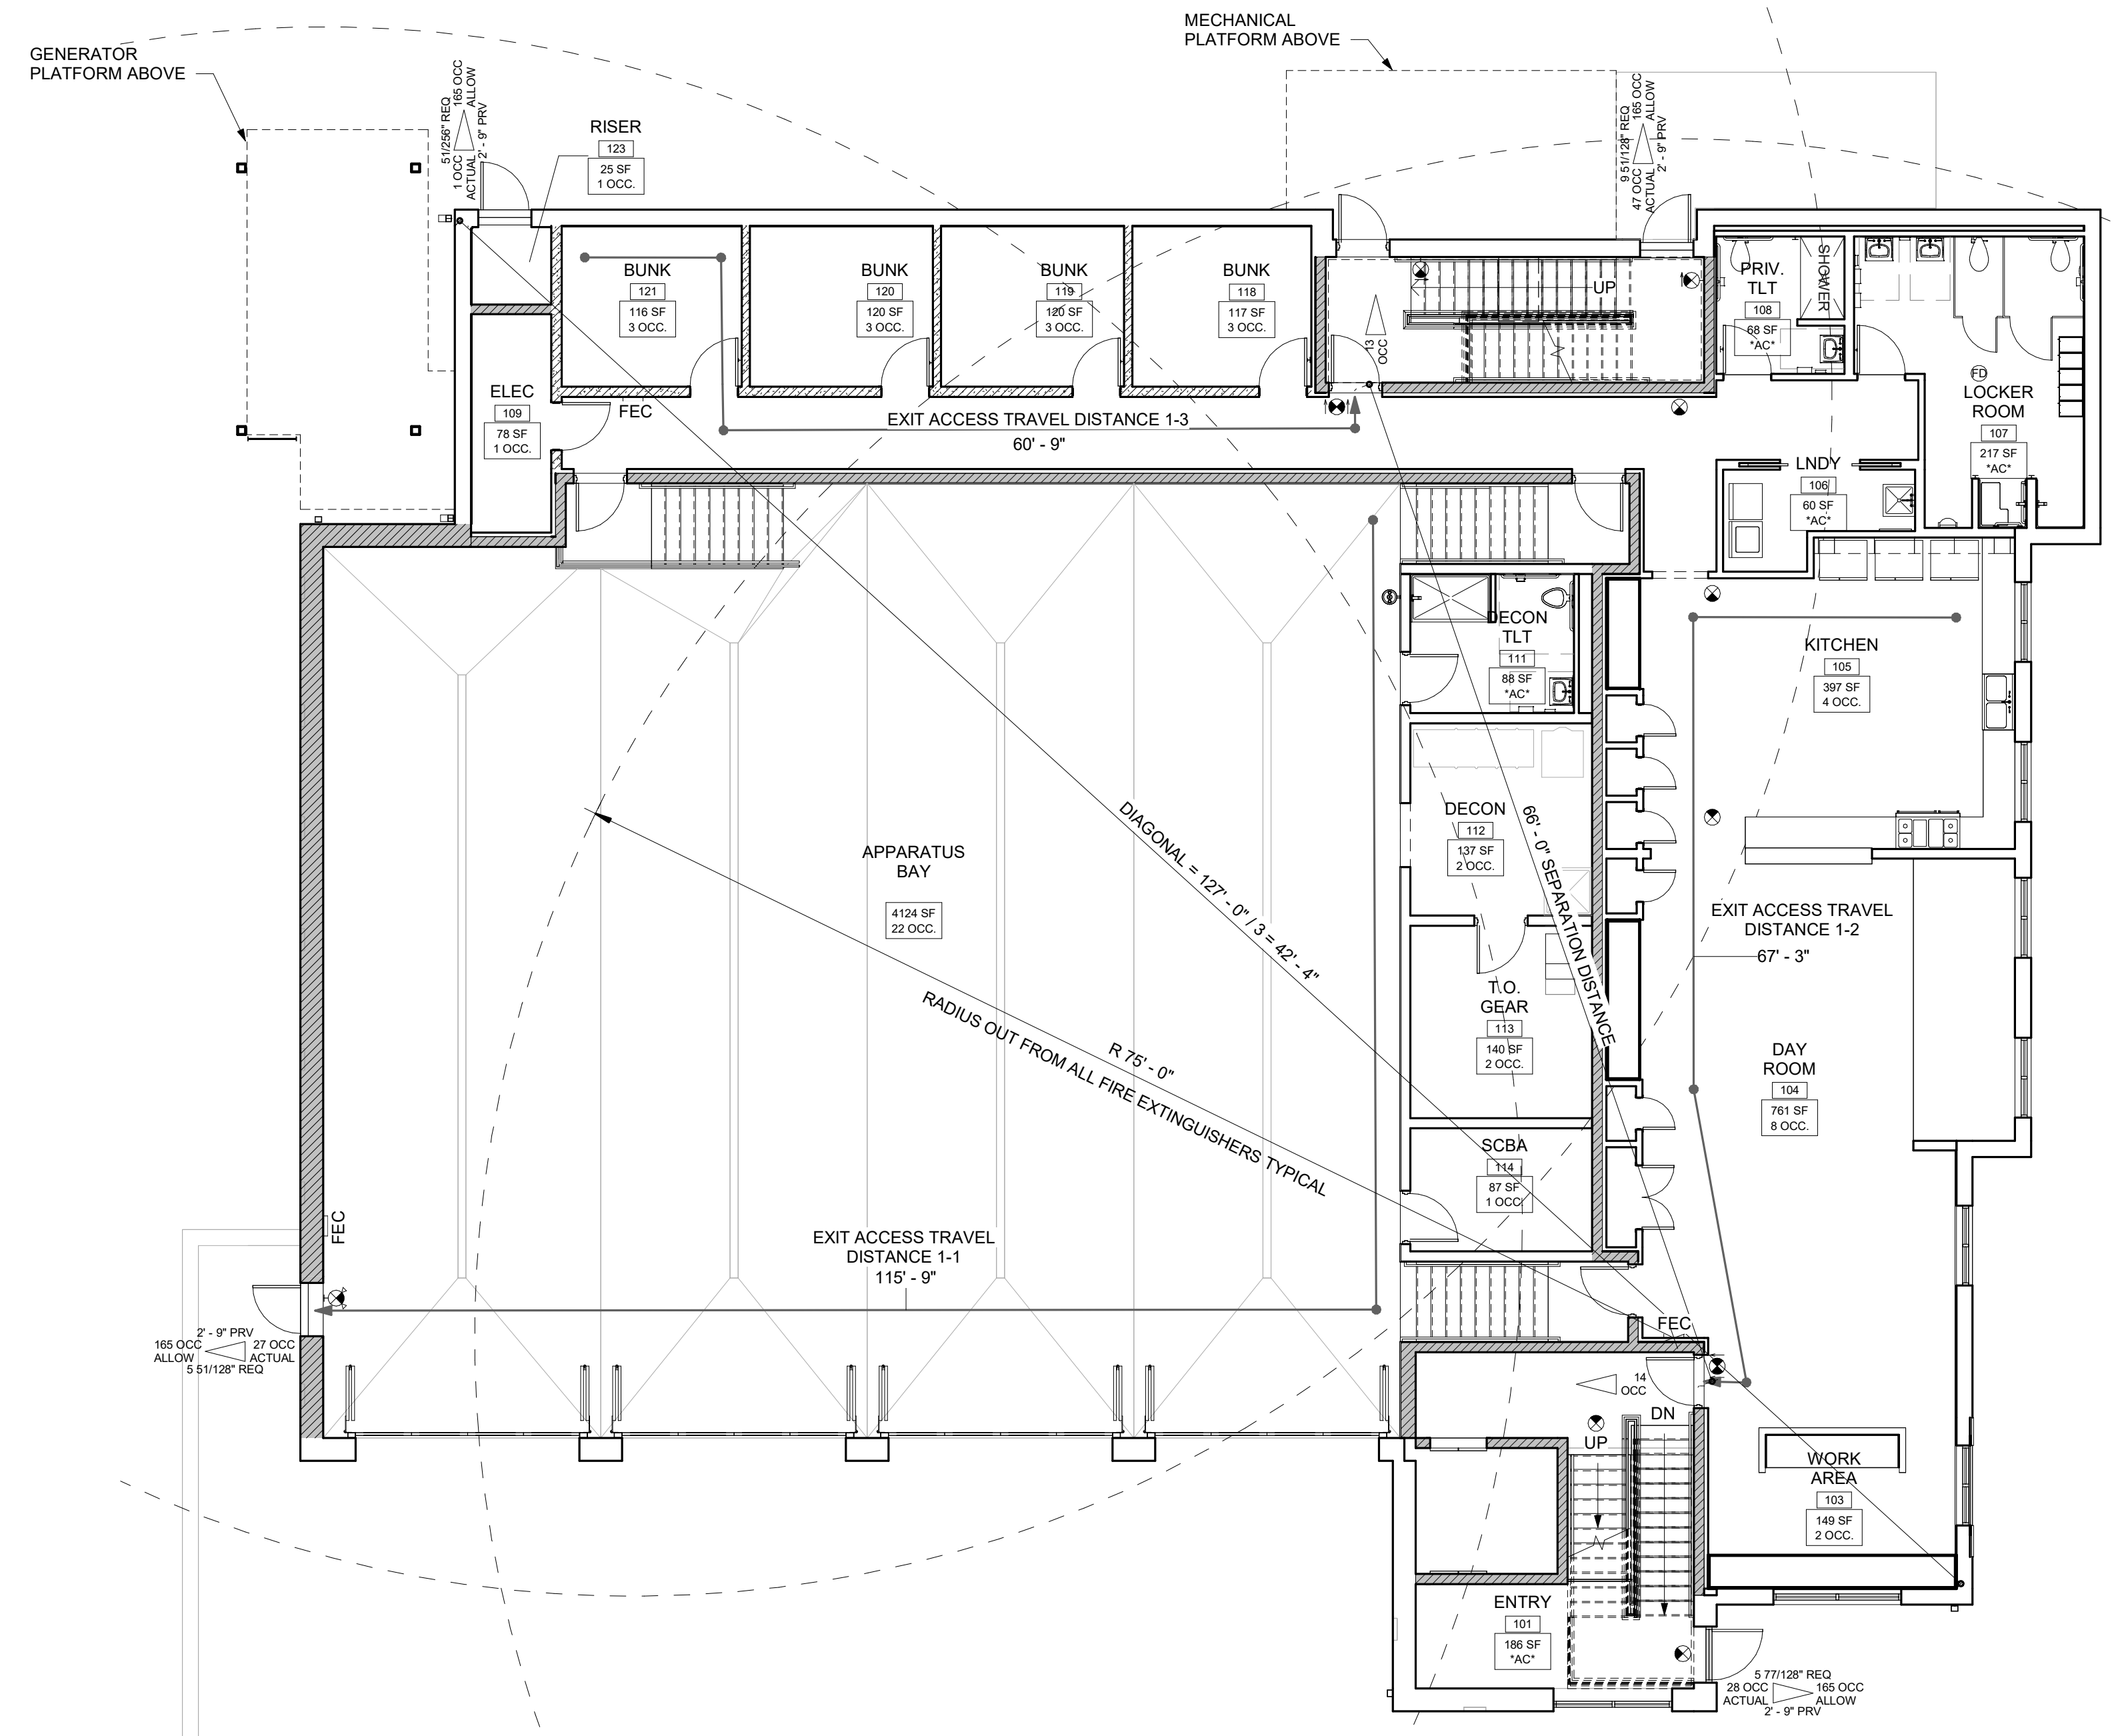 MECHANICAL
PLATFORM ABOVE
GENERATOR
PLATFORM ABOVE
51/256" REQ
1 OCC
ACTUAL
165 OCC
ALLOW
2' - 9" PRV
9 51/128" REQ
47 OCC
ACTUAL
165 OCC
ALLOW
2' - 9" PRV
RISER
123
25 SF
1 OCC.
BUNK
121
116 SF
3 OCC.
BUNK
120
120 SF
3 OCC.
BUNK
119
120 SF
3 OCC.
BUNK
118
117 SF
3 OCC.
13
OCC
UP
PRIV.
TLT
108
68 SF
*AC*
SHOWER
FD
LOCKER
ROOM
107
217 SF
*AC*
ELEC
109
78 SF
1 OCC.
FEC
EXIT ACCESS TRAVEL DISTANCE 1-3
60' - 9"
LNDY
106
60 SF
*AC*
DECON
TLT
111
88 SF
*AC*
KITCHEN
105
397 SF
4 OCC.
DECON
112
137 SF
2 OCC.
APPARATUS
BAY
4124 SF
22 OCC.
DIAGONAL = 127' - 0" / 3 = 42' - 4"
66' - 0" SEPARATION DISTANCE
EXIT ACCESS TRAVEL
DISTANCE 1-2
67' - 3"
R 75' - 0"
RADIUS OUT FROM ALL FIRE EXTINGUISHERS TYPICAL
T.O.
GEAR
113
140 SF
2 OCC.
DAY
ROOM
104
761 SF
8 OCC.
SCBA
114
87 SF
1 OCC.
FEC
EXIT ACCESS TRAVEL
DISTANCE 1-1
115' - 9"
2' - 9" PRV
165 OCC
ALLOW
27 OCC
ACTUAL
5 51/128" REQ
FEC
14
OCC
DN
UP
WORK
AREA
103
149 SF
2 OCC.
ENTRY
101
186 SF
*AC*
5 77/128" REQ
28 OCC
ACTUAL
165 OCC
ALLOW
2' - 9" PRV